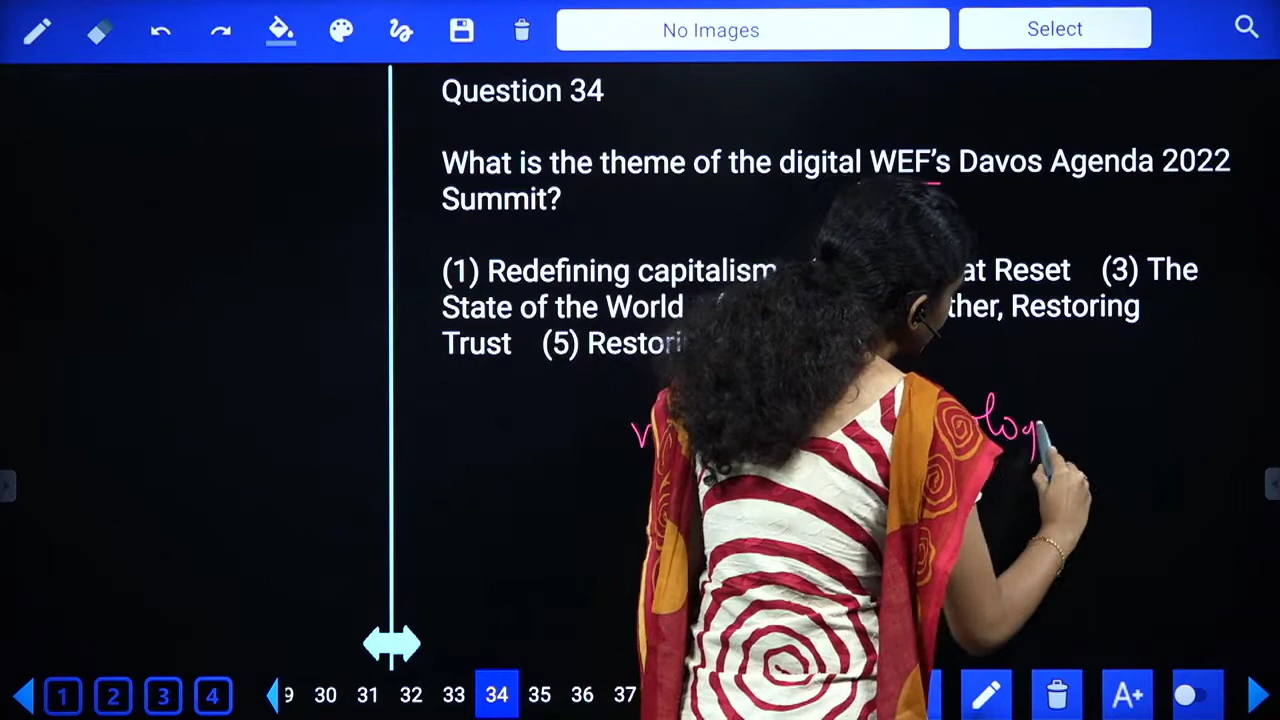 No Images
Select
Question 34
What is the theme of the digital WEF's Davos Agenda 2022
Summit?
(1) Redefining capitalism at Reset (3) The
State of the World ther, Restoring
Trust (5) Restori
1 2 3 4 9 30 31 32 33 34 35 36 37 A+